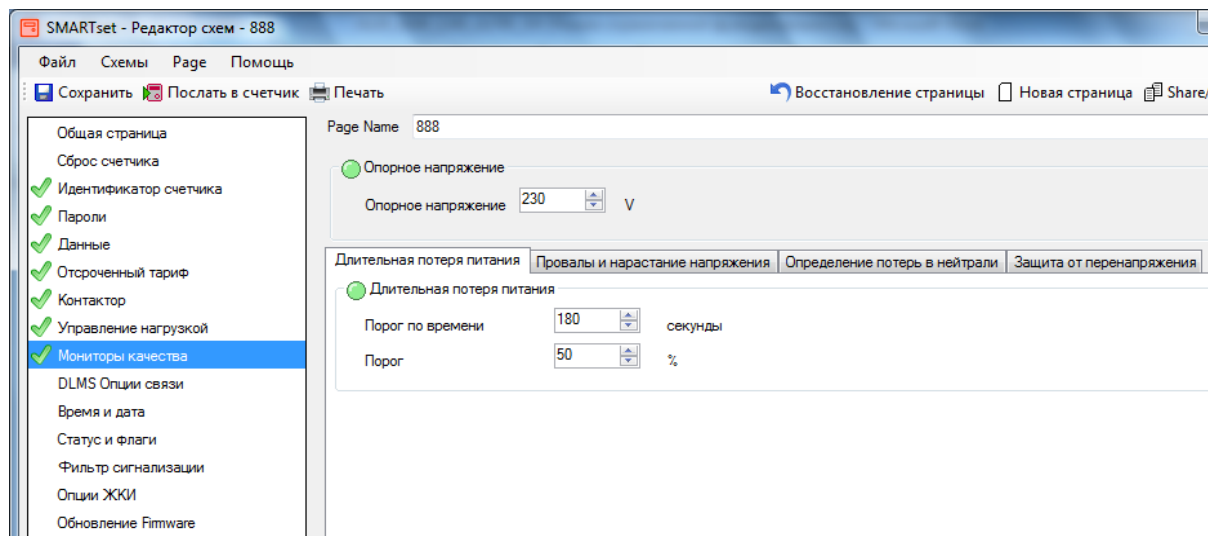 SMARTset - Редактор схем - 888
Файл Схемы Page Помощь
Сохранить Послать в счетчик Печать Восстановление страницы Новая страница Share/
Общая страница
Сброс счетчика
Идентификатор счетчика
Пароли
Данные
Отсроченный тариф
Контактор
Управление нагрузкой
Мониторы качества
DLMS Опции связи
Время и дата
Статус и флаги
Фильтр сигнализации
Опции ЖКИ
Обновление Firmware
Page Name 888
Опорное напряжение
Опорное напряжение 230 V
Длительная потеря питания Провалы и нарастание напряжения Определение потерь в нейтрали Защита от перенапряжения
Длительная потеря питания
Порог по времени 180 секунды
Порог 50 %